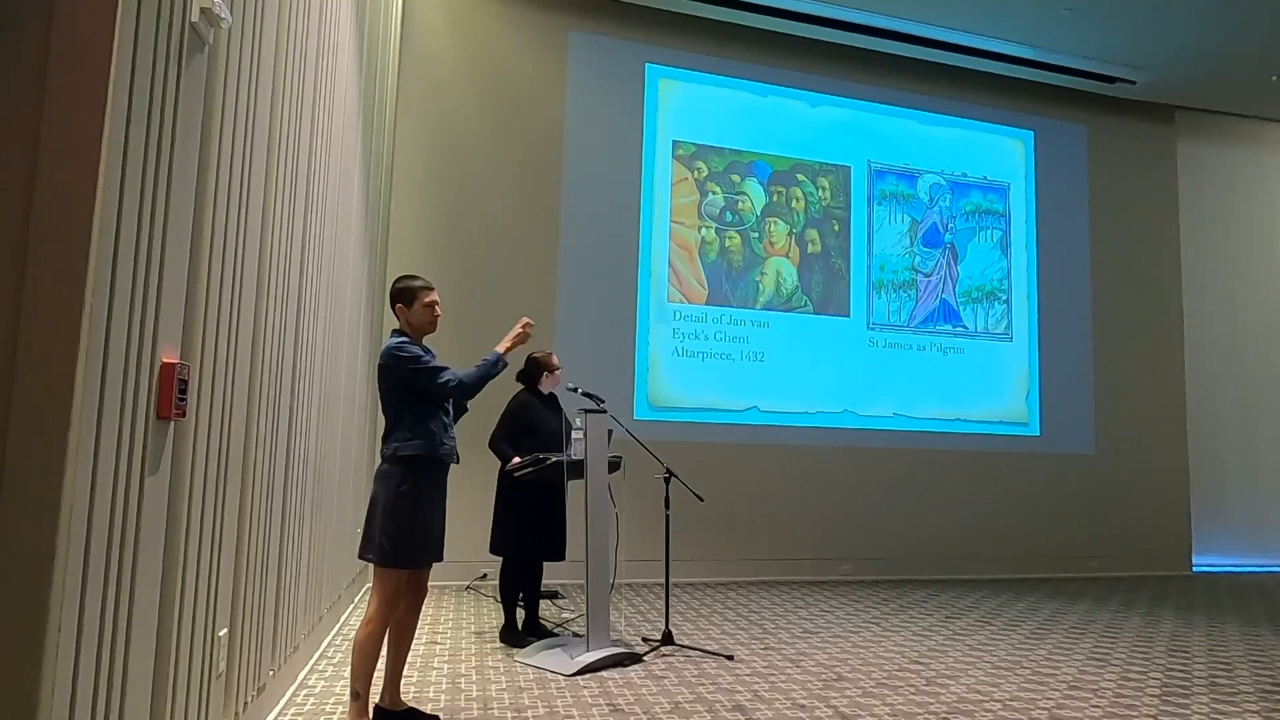 Detail of Jan van
Eyck's Ghent
Altarpiece, 1432
St James as Pilgrim